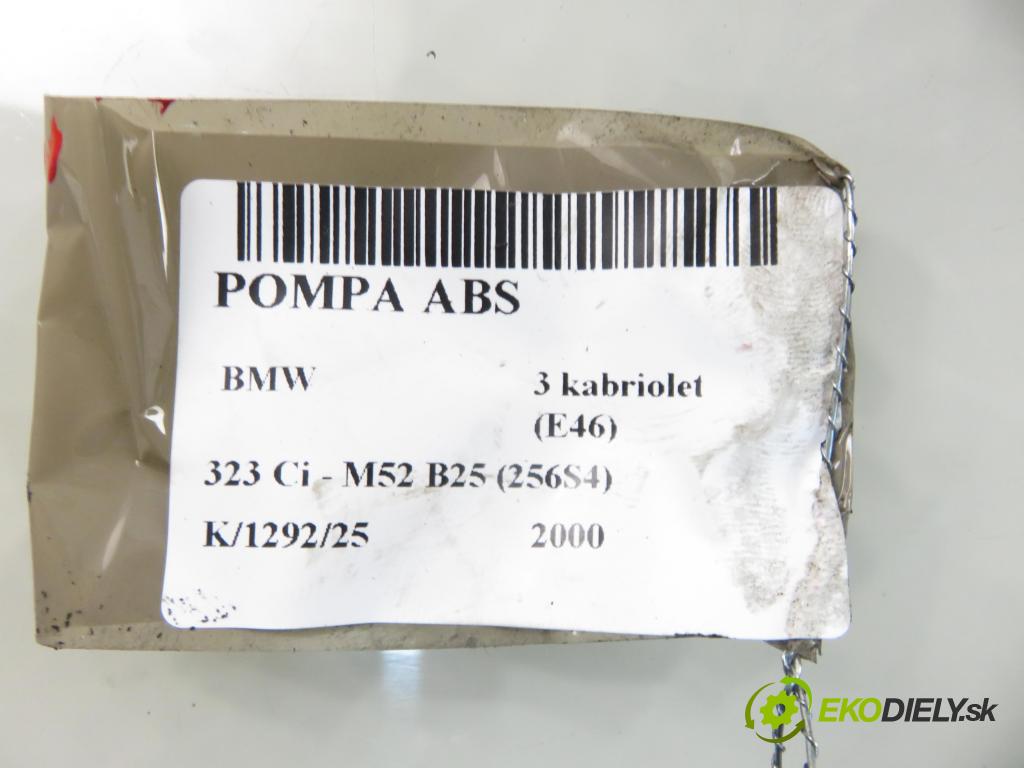 POMPA ABS
BMW 3 kabriolet
(E46)
323 Ci - M52 B25 (256S4)
K/1292/25 2000
EKODIELY.sk